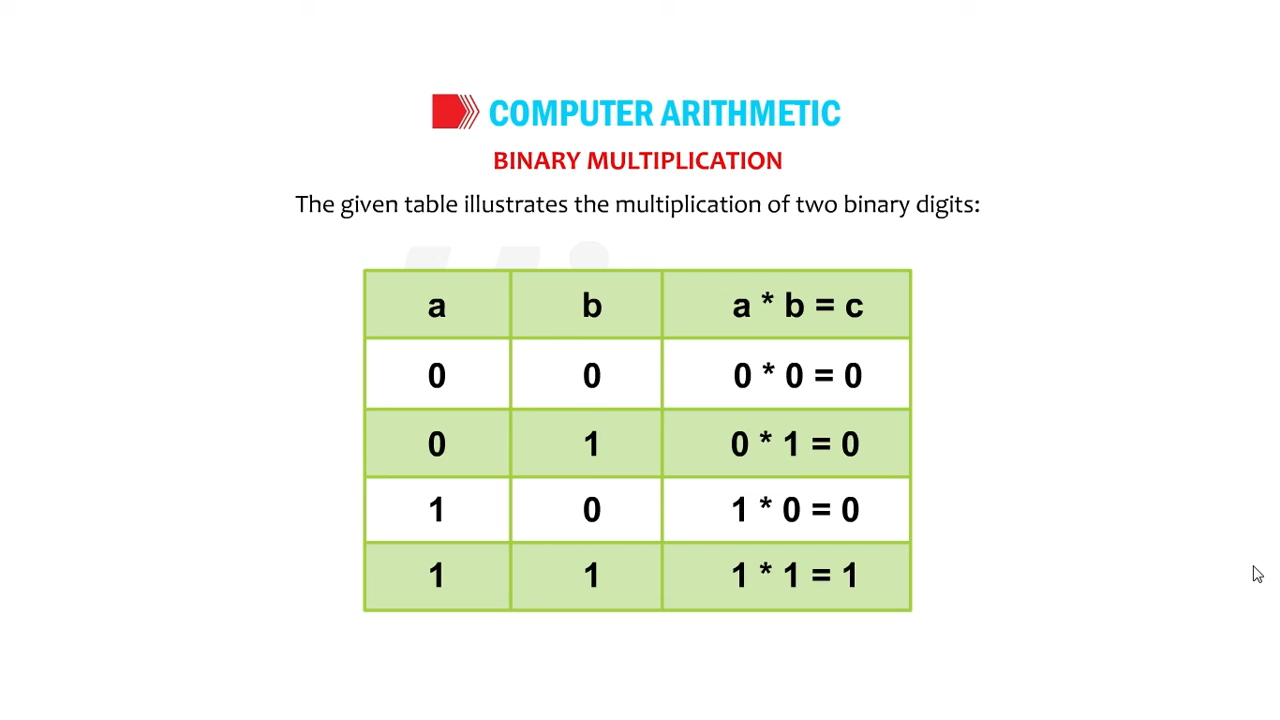 COMPUTER ARITHMETIC
BINARY MULTIPLICATION
The given table illustrates the multiplication of two binary digits:
a b a * b = c
0 0 0 * 0 = 0
0 1 0 * 1 = 0
1 0 1 * 0 = 0
1 1 1 * 1 = 1